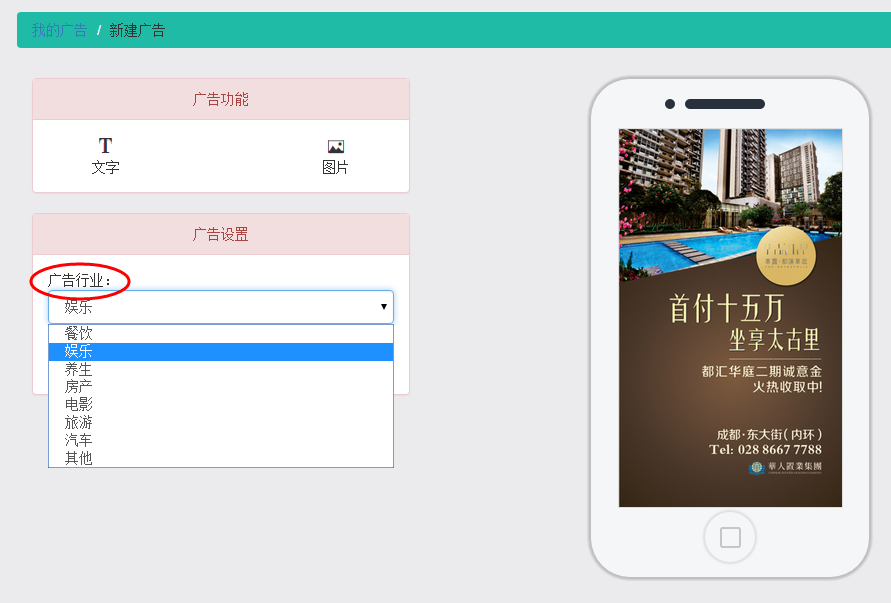 我的广告 / 新建广告
广告功能
T
文字
图片
广告设置
广告行业：
娱乐
餐饮
娱乐
养生
房产
电影
旅游
汽车
其他
首付十五万
坐享太古里
都汇华庭二期诚意金
火热收取中!
成都·东大街(内环)
Tel: 028 8667 7788
華人置業集團